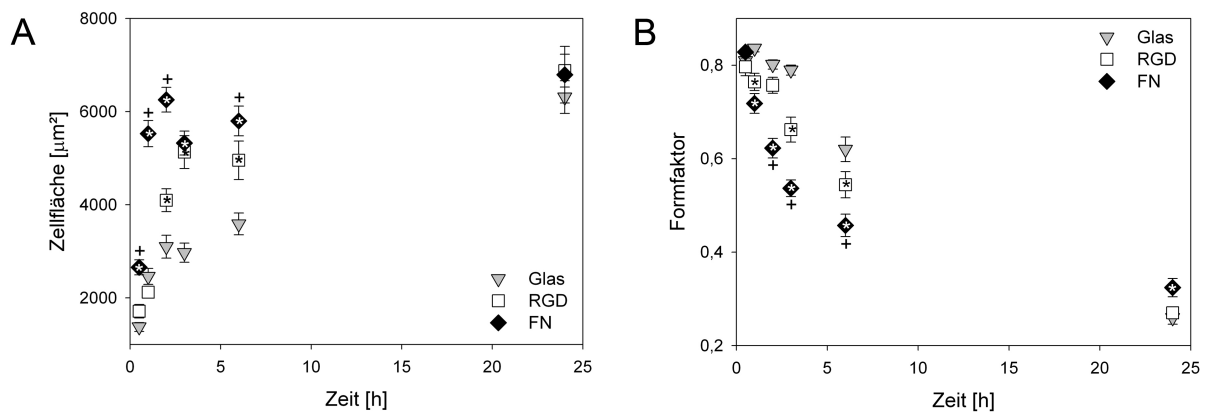 A
8000
6000
4000
2000
Zellfläche [µm²]
0 5 10 15 20 25
Zeit [h]
Glas
RGD
FN
B
0,8
0,6
0,4
0,2
Formfaktor
0 5 10 15 20 25
Zeit [h]
Glas
RGD
FN